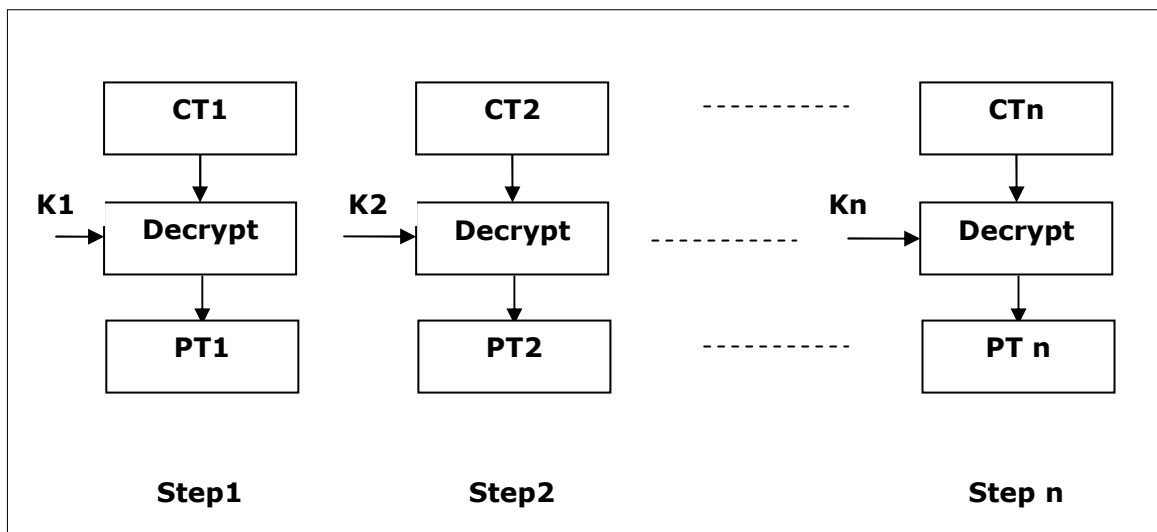 CT1 CT2 CTn
K1 K2 Kn
Decrypt Decrypt Decrypt
PT1 PT2 PT n
Step1 Step2 Step n